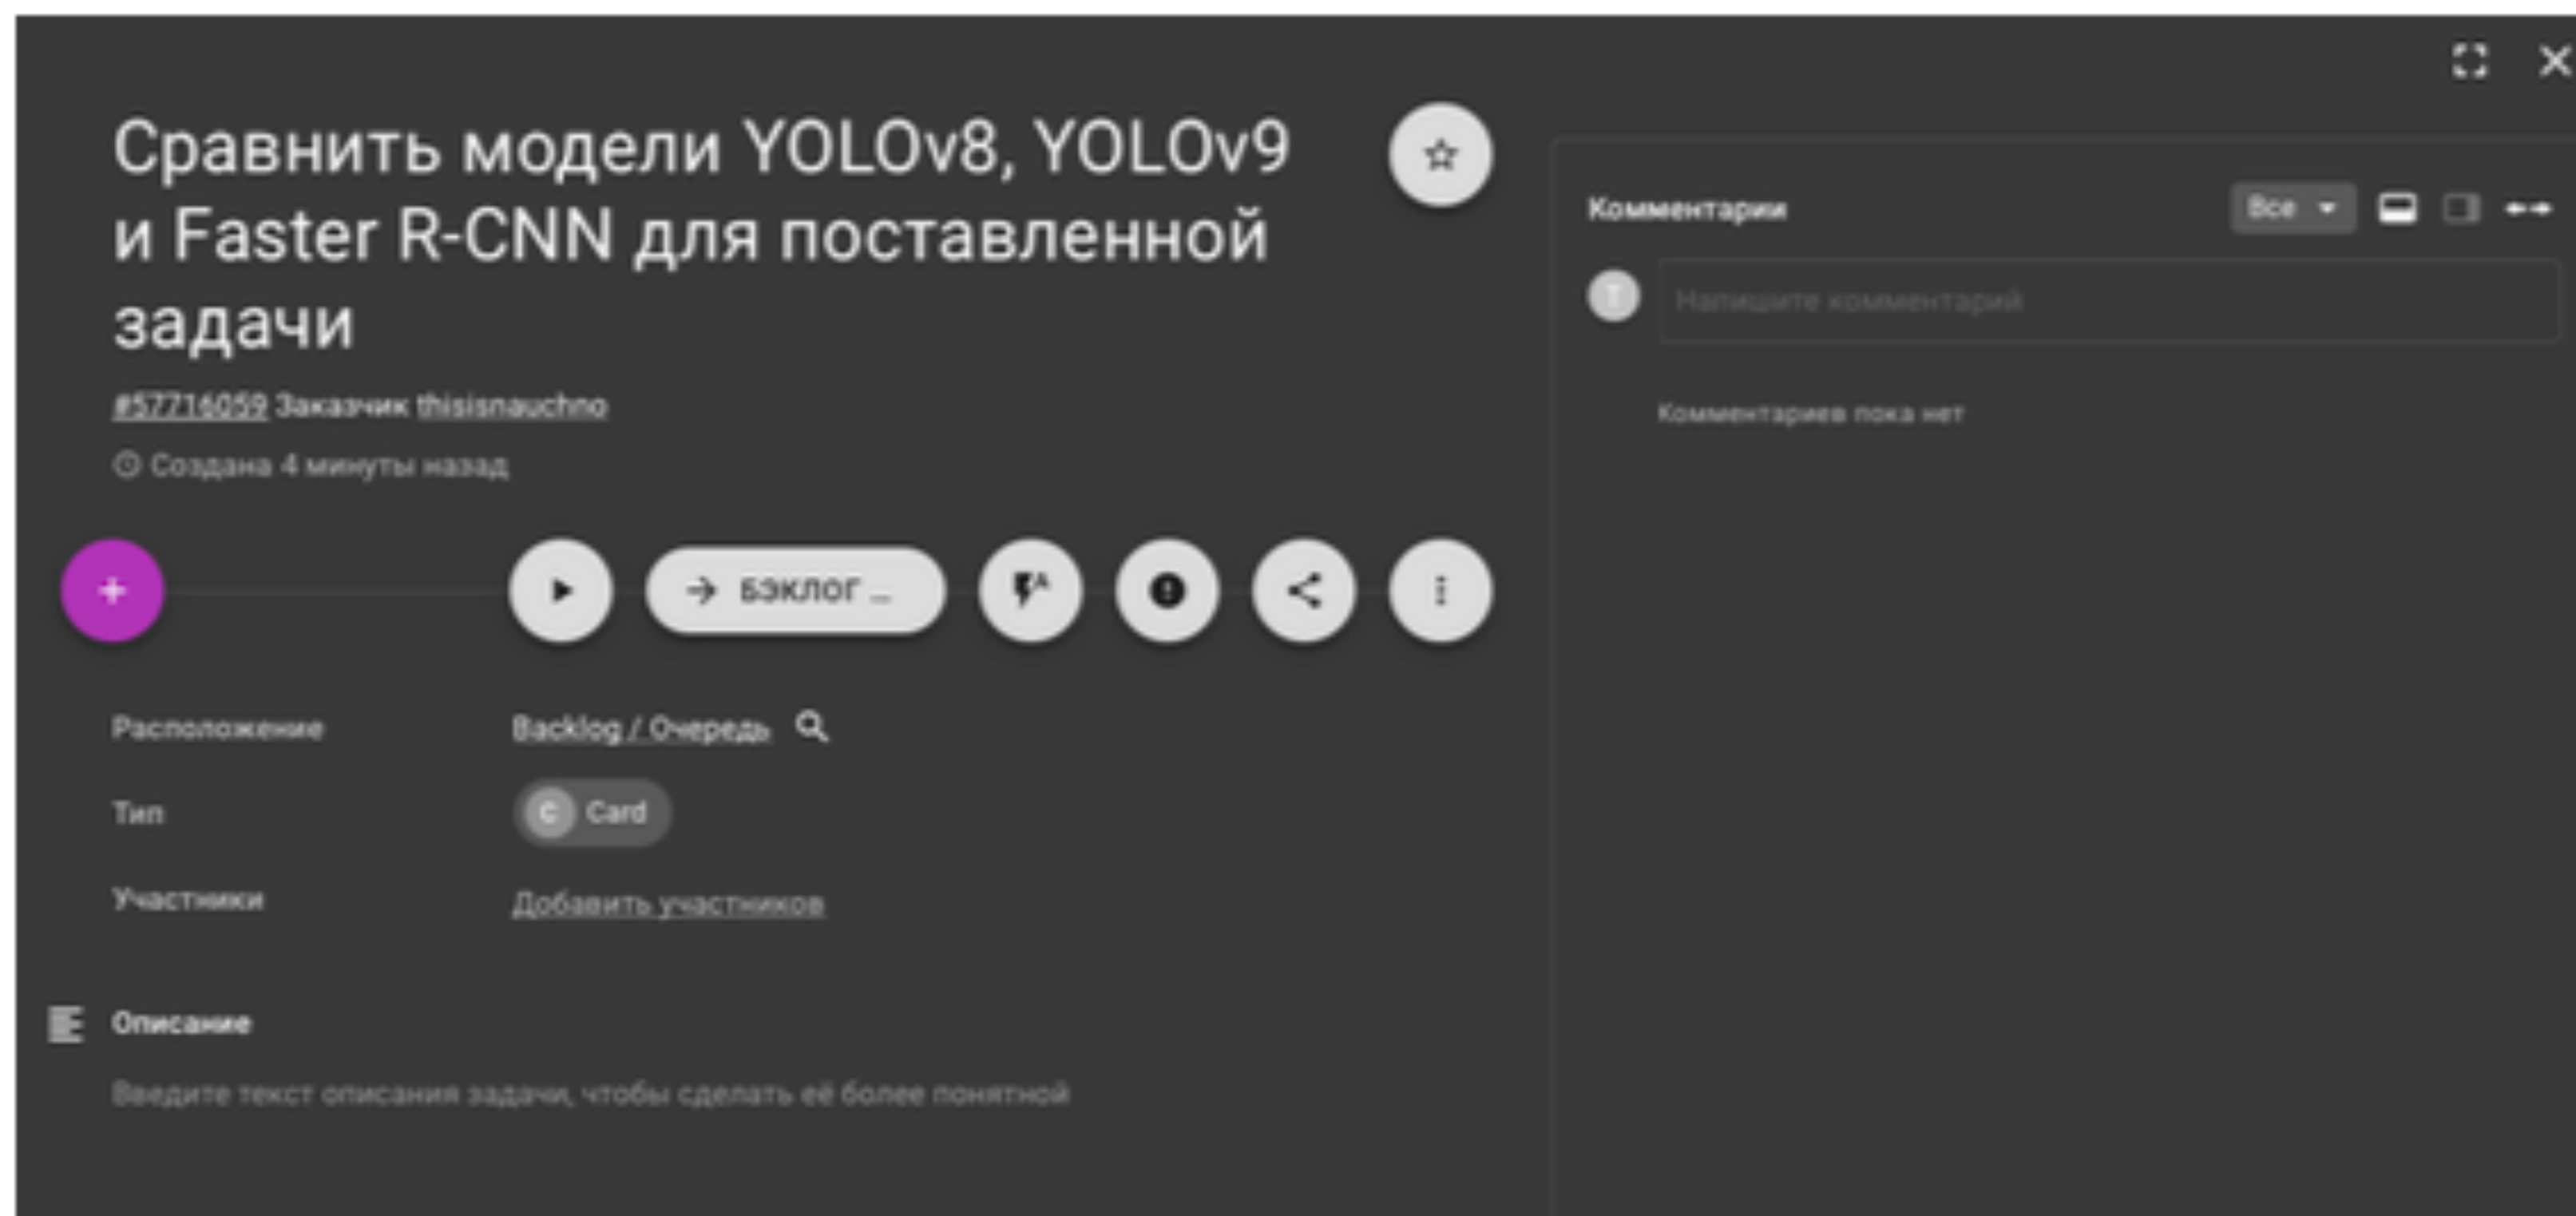 Сравнить модели YOLOv8, YOLOv9
и Faster R-CNN для поставленной
задачи
#57716059 Заказчик thisisnauchno
Создана 4 минуты назад
БЭКЛОГ ...
Расположение Backlog / Очередь
Тип C Card
Участники Добавить участников
Описание
Введите текст описания задачи, чтобы сделать её более понятной
Комментарии Все
T Напишите комментарий
Комментариев пока нет